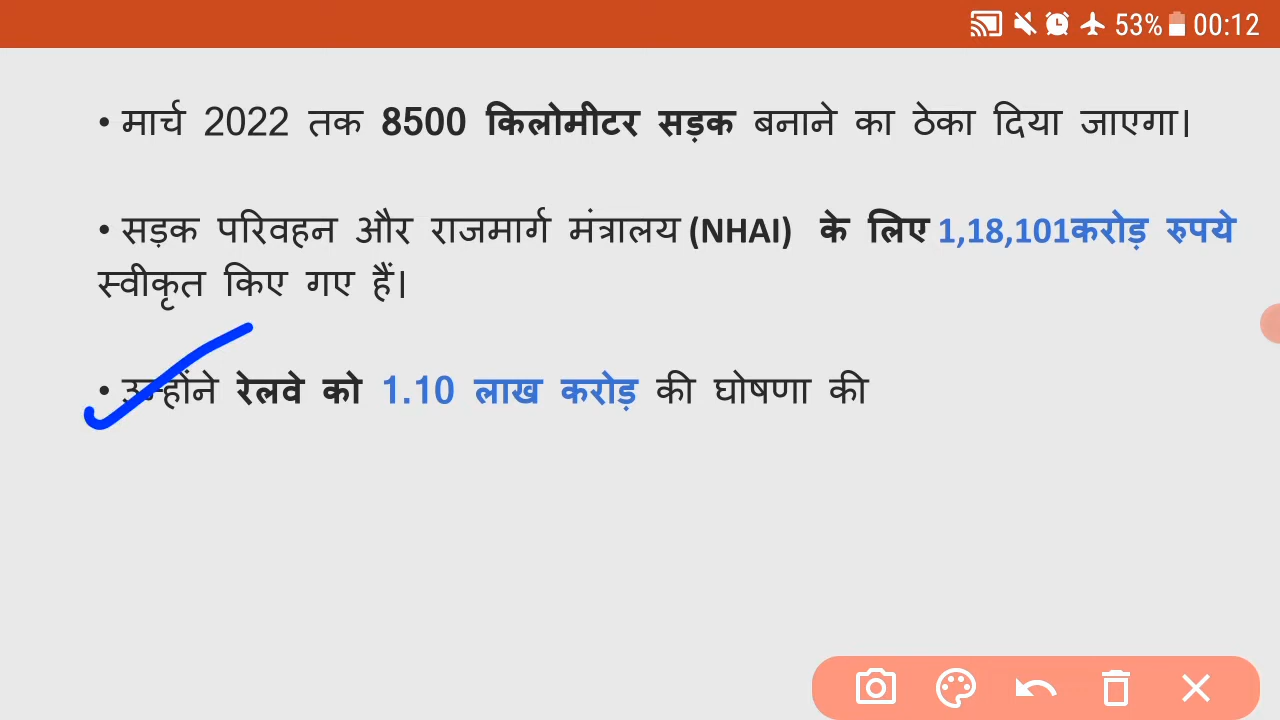 53% 00:12
• मार्च 2022 तक 8500 किलोमीटर सड़क बनाने का ठेका दिया जाएगा।
• सड़क परिवहन और राजमार्ग मंत्रालय (NHAI) के लिए 1,18,101करोड़ रुपये
स्वीकृत किए गए हैं।
• उन्होंने रेलवे को 1.10 लाख करोड़ की घोषणा की